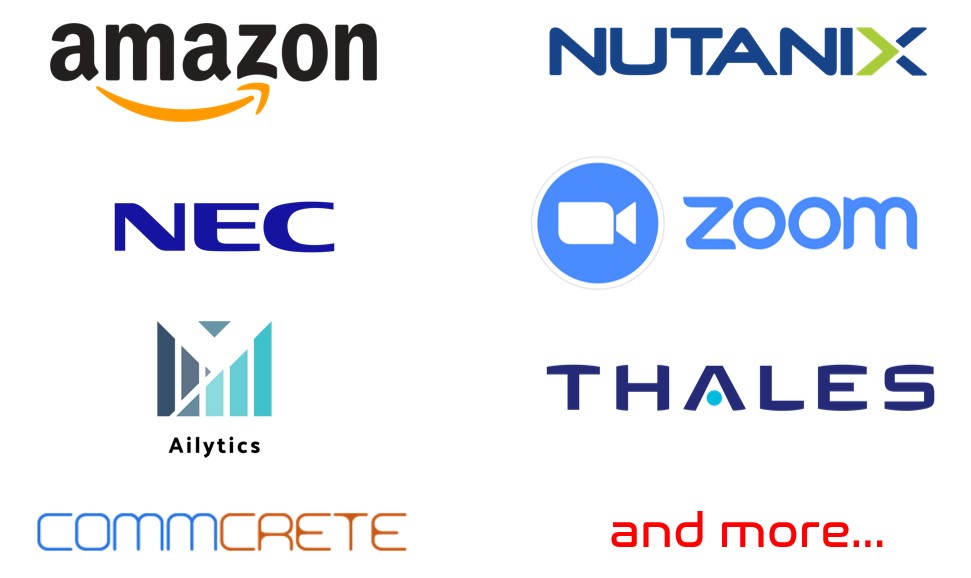 amazon
NUTANIX
NEC
zoom
Ailytics
THALES
COMMCRETE
and more...